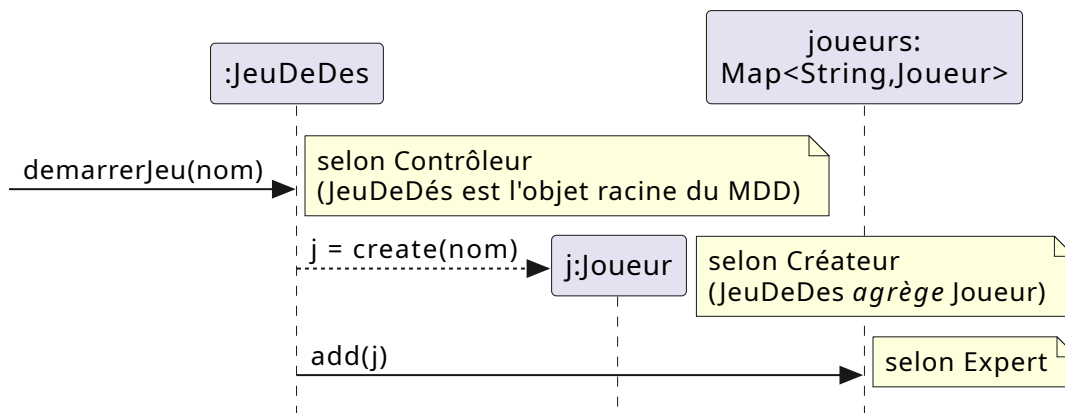 :JeuDeDes
joueurs:
Map<String,Joueur>
demarrerJeu(nom)
selon Contrôleur
(JeuDeDés est l'objet racine du MDD)
j = create(nom)
j:Joueur
selon Créateur
(JeuDeDes agrège Joueur)
add(j)
selon Expert